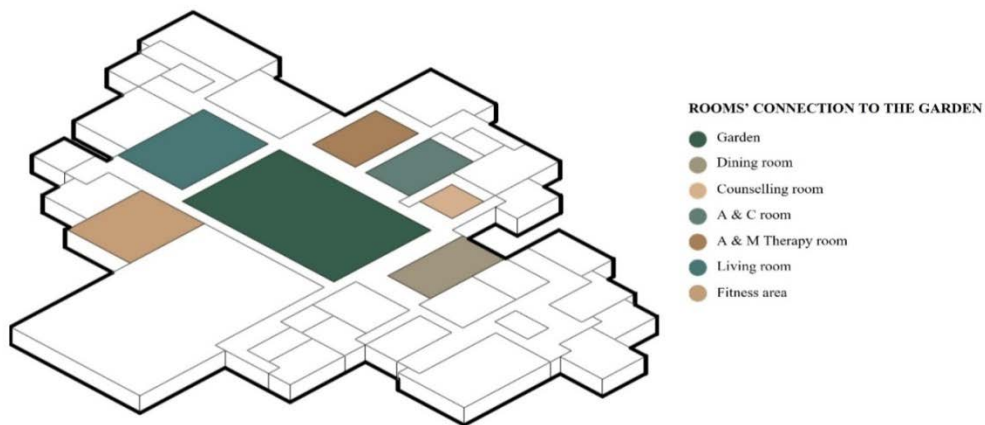 ROOMS' CONNECTION TO THE GARDEN
Garden
Dining room
Counselling room
A & C room
A & M Therapy room
Living room
Fitness area